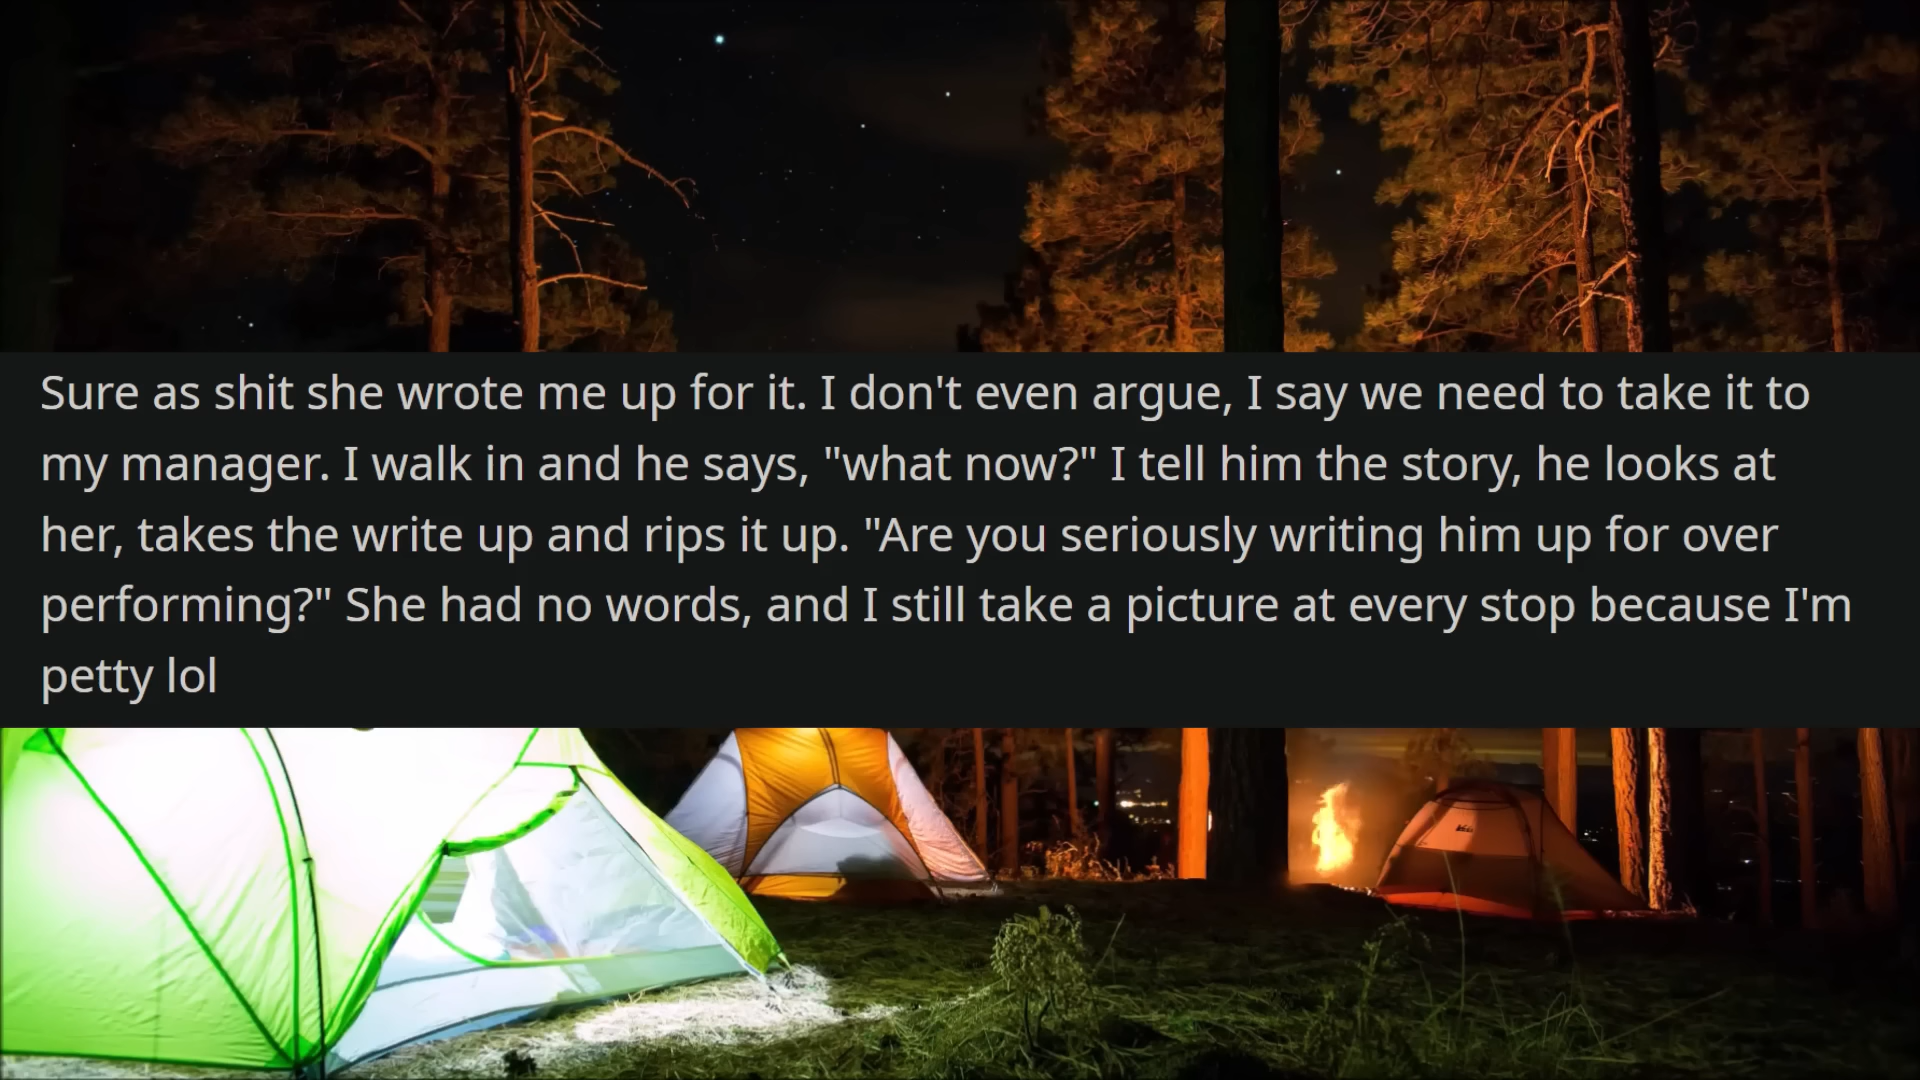 Sure as shit she wrote me up for it. I don't even argue, I say we need to take it to
my manager. I walk in and he says, "what now?" I tell him the story, he looks at
her, takes the write up and rips it up. "Are you seriously writing him up for over
performing?" She had no words, and I still take a picture at every stop because I'm
petty lol
REI